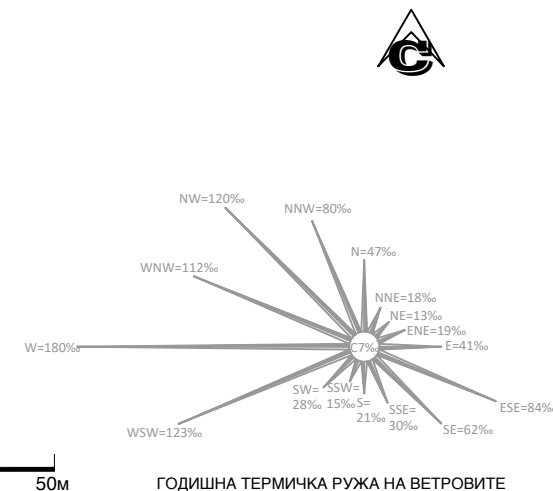 С
NW=120‰
NNW=80‰
N=47‰
WNW=112‰
NNE=18‰
NE=13‰
ENE=19‰
W=180‰
C7‰
E=41‰
SW=
28‰
SSW=
15‰
S=
21‰
SSE=
30‰
ESE=84‰
WSW=123‰
SE=62‰
50м
ГОДИШНА ТЕРМИЧКА РУЖА НА ВЕТРОВИТЕ